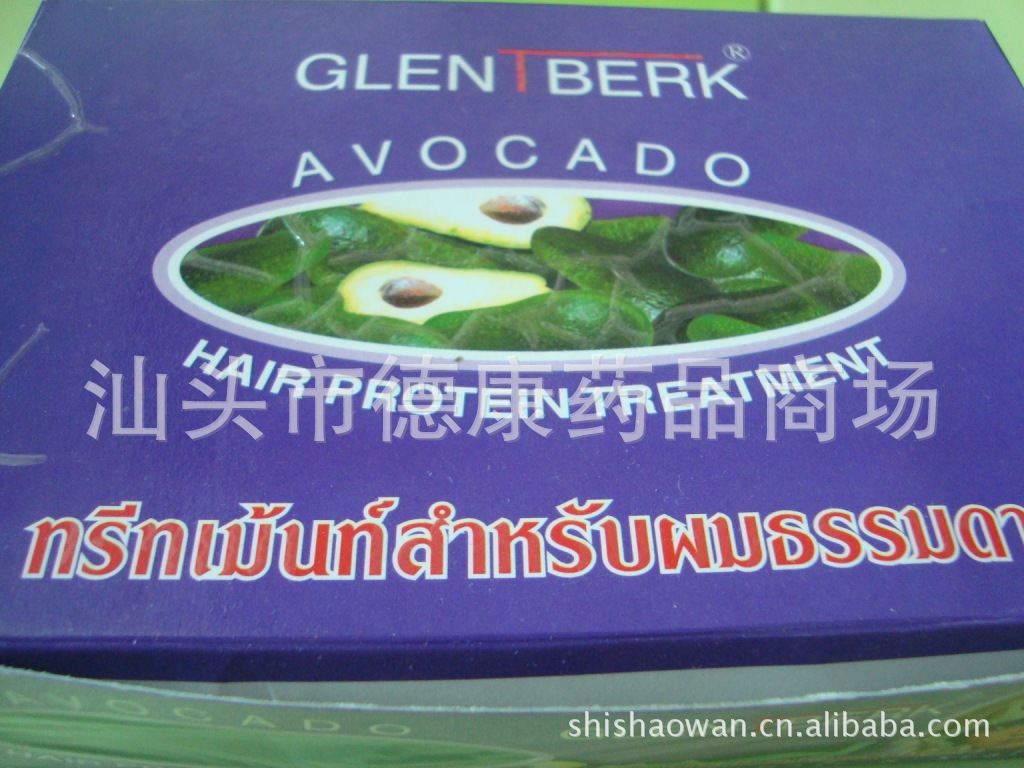 GLENTBERK®
AVOCADO
HAIR PROTEIN TREATMENT
汕头市德康药品商场
ทรีทเม้นท์สำหรับผมธรรมดา
AVOCADO
shishaowan.cn.alibaba.com